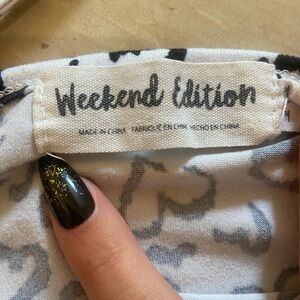 Weekend Edition
MADE IN CHINA FABRIQUÉ EN CHINE HECHO EN CHINA